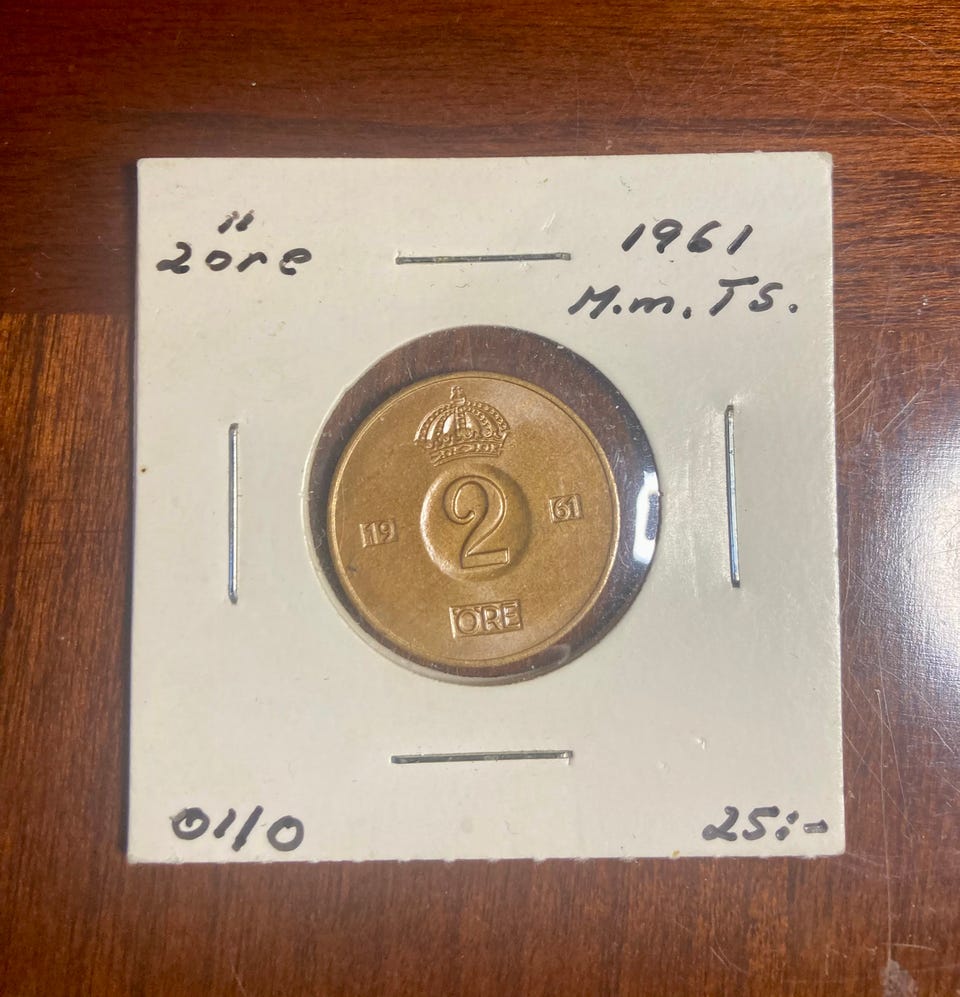 2 öre
1961
M.m. TS.
19
2
61
ÖRE
01/0
25:-